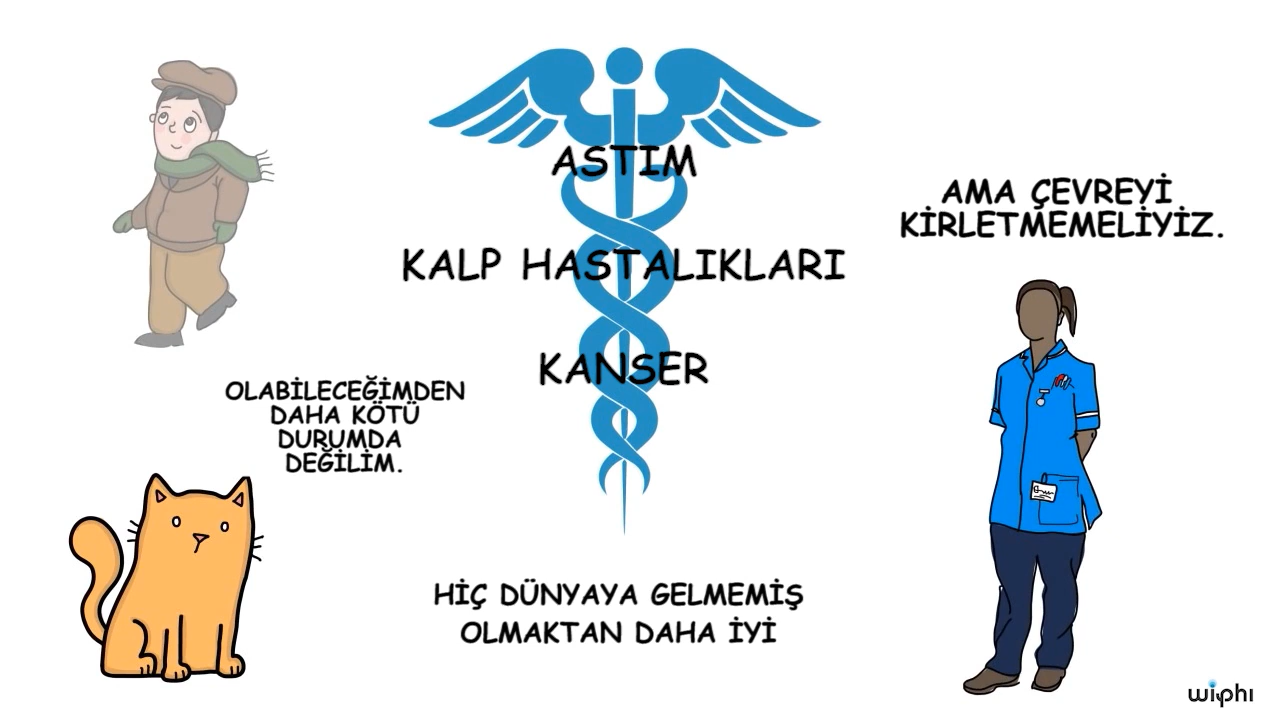 ASTIM
KALP HASTALIKLARI
KANSER
AMA ÇEVREYİ
KİRLETMEMELİYİZ.
OLABİLECEĞİMDEN
DAHA KÖTÜ
DURUMDA
DEĞİLİM.
HİÇ DÜNYAYA GELMEMİŞ
OLMAKTAN DAHA İYİ
wiphi